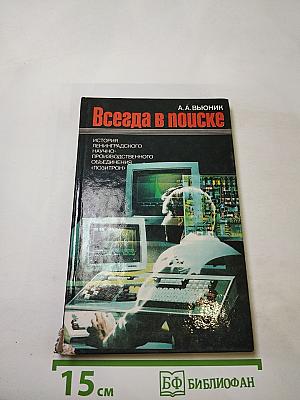 А.А.ВЬЮНИК
Всегда в поиске
ИСТОРИЯ
ЛЕНИНГРАДСКОГО
НАУЧНО-
ПРОИЗВОДСТВЕННОГО
ОБЪЕДИНЕНИЯ
«ПОЗИТРОН»
15 см
БФ БИБЛИОФАН